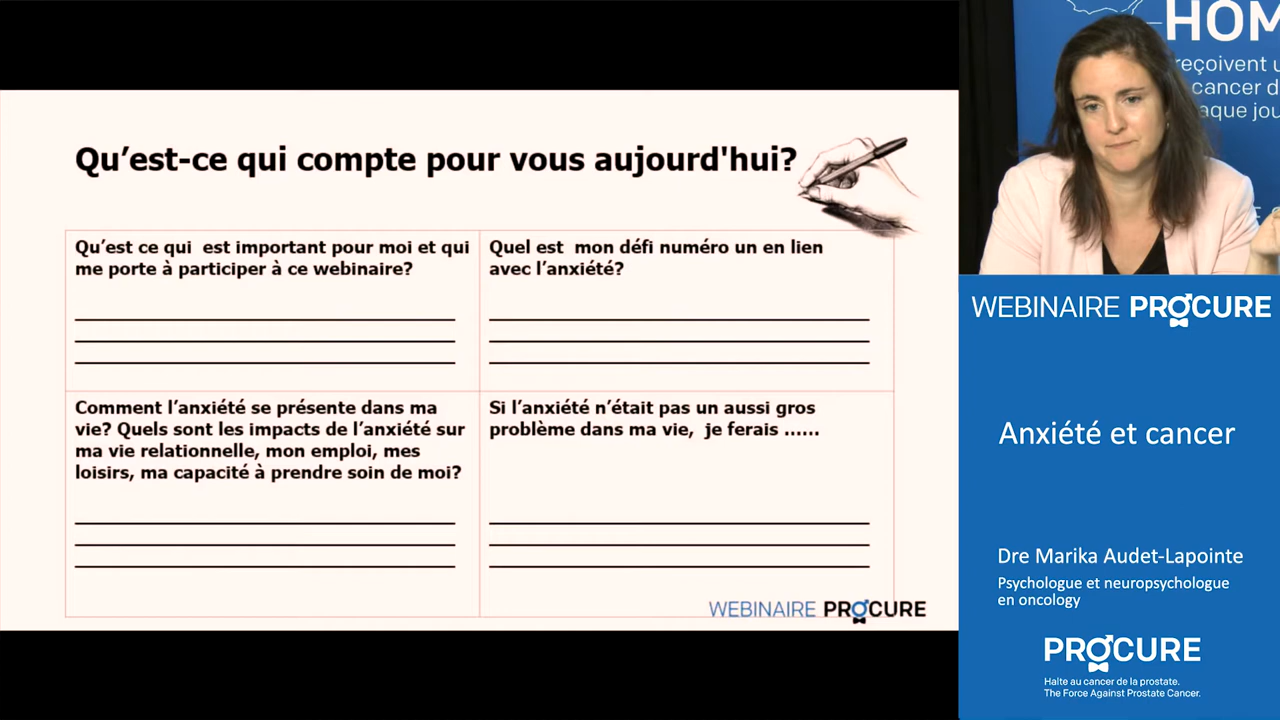 Qu’est-ce qui compte pour vous aujourd'hui?
Qu’est ce qui est important pour moi et qui
me porte à participer à ce webinaire?
Quel est mon défi numéro un en lien
avec l’anxiété?
Comment l’anxiété se présente dans ma
vie? Quels sont les impacts de l’anxiété sur
ma vie relationnelle, mon emploi, mes
loisirs, ma capacité à prendre soin de moi?
Si l’anxiété n’était pas un aussi gros
problème dans ma vie, je ferais ......
WEBINAIRE PROCURE
HOM
reçoivent u
cancer d
aque jou
WEBINAIRE PROCURE
Anxiété et cancer
Dre Marika Audet-Lapointe
Psychologue et neuropsychologue
en oncology
PROCURE
Halte au cancer de la prostate.
The Force Against Prostate Cancer.